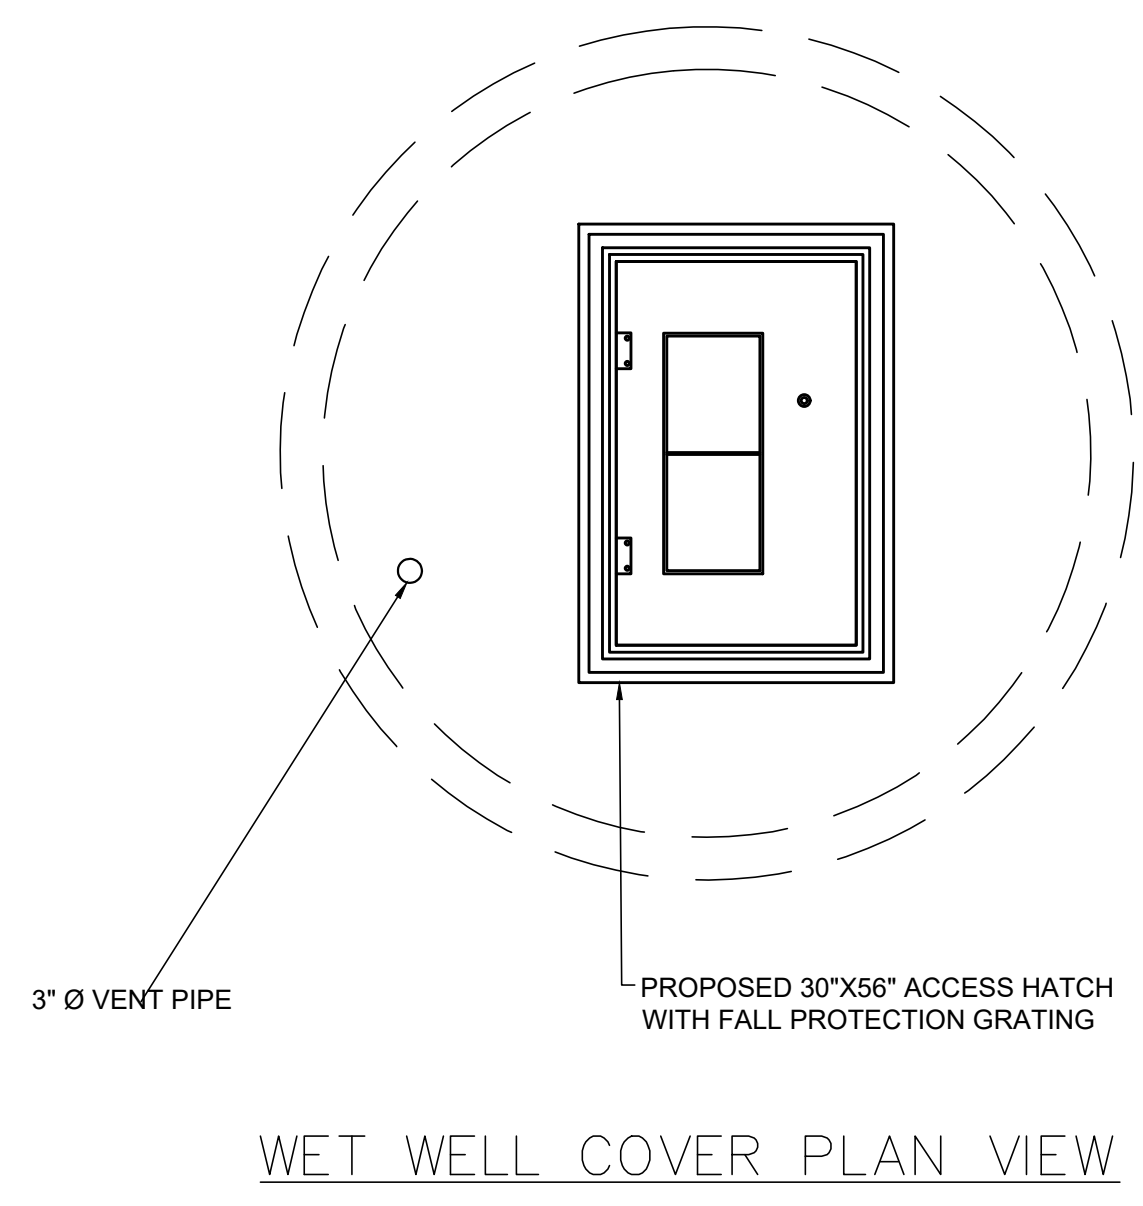 3" Ø VENT PIPE
PROPOSED 30"X56" ACCESS HATCH
WITH FALL PROTECTION GRATING
WET WELL COVER PLAN VIEW